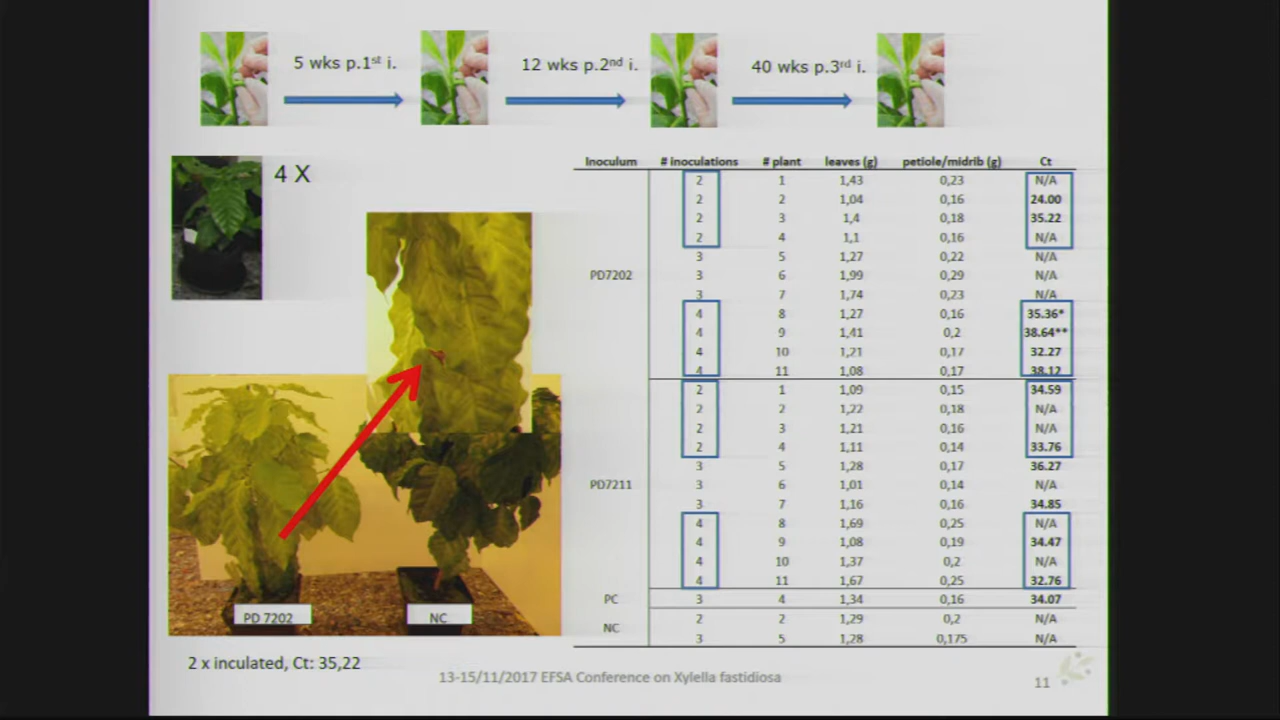 5 wks p.1st i.
12 wks p.2nd i.
40 wks p.3rd i.
4 X
Inoculum # inoculations # plant leaves (g) petiole/midrib (g) Ct
2 1 1,43 0,23 N/A
2 2 1,04 0,16 24.00
2 3 1,4 0,18 35.22
2 4 1,1 0,16 N/A
3 5 1,27 0,22 N/A
PD7202 3 6 1,99 0,29 N/A
3 7 1,74 0,23 N/A
4 8 1,27 0,16 35.36*
4 9 1,41 0,2 38.64**
4 10 1,21 0,17 32.27
4 11 1,08 0,17 38.12
2 1 1,09 0,15 34.59
2 2 1,22 0,18 N/A
2 3 1,21 0,16 N/A
2 4 1,11 0,14 33.76
3 5 1,28 0,17 36.27
PD7211 3 6 1,01 0,14 N/A
3 7 1,16 0,16 34.85
4 8 1,69 0,25 N/A
4 9 1,08 0,19 34.47
4 10 1,37 0,2 N/A
4 11 1,67 0,25 32.76
PC 3 4 1,34 0,16 34.07
NC 2 2 1,29 0,2 N/A
3 5 1,28 0,175 N/A
PD 7202
NC
2 x inculated, Ct: 35,22
13-15/11/2017 EFSA Conference on Xylella fastidiosa
11